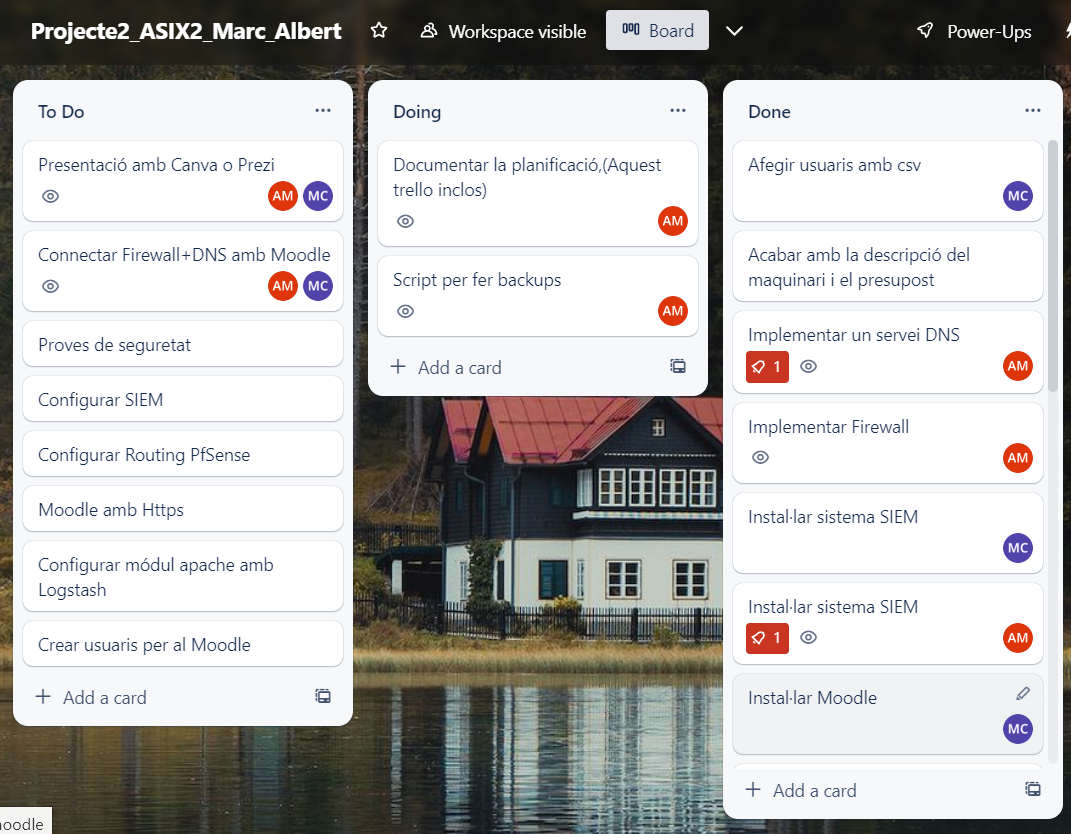 Projecte2_ASIX2_Marc_Albert
Workspace visible
Board
Power-Ups
To Do
Presentació amb Canva o Prezi
AM MC
Connectar Firewall+DNS amb Moodle
AM MC
Proves de seguretat
Configurar SIEM
Configurar Routing PfSense
Moodle amb Https
Configurar módul apache amb
Logstash
Crear usuaris per al Moodle
+ Add a card
Doing
Documentar la planificació,(Aquest
trello inclos)
AM
Script per fer backups
AM
+ Add a card
Done
Afegir usuaris amb csv
MC
Acabar amb la descripció del
maquinari i el presupost
Implementar un servei DNS
1
AM
Implementar Firewall
AM
Instal·lar sistema SIEM
MC
Instal·lar sistema SIEM
1
AM
Instal·lar Moodle
MC
+ Add a card
moodle